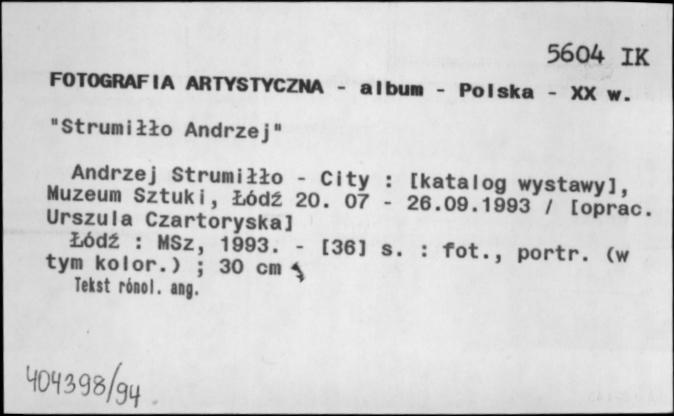 5604 IK
FOTOGRAFIA ARTYSTYCZNA - album - Polska - XX w.
"Strumiłło Andrzej"
Andrzej Strumiłło - City : [katalog wystawy],
Muzeum Sztuki, Łódź 20. 07 - 26.09.1993 / [oprac.
Urszula Czartoryska]
Łódź : MSz, 1993. - [36] s. : fot., portr. (w
tym kolor.) ; 30 cm
Tekst rónol. ang.
404398/94